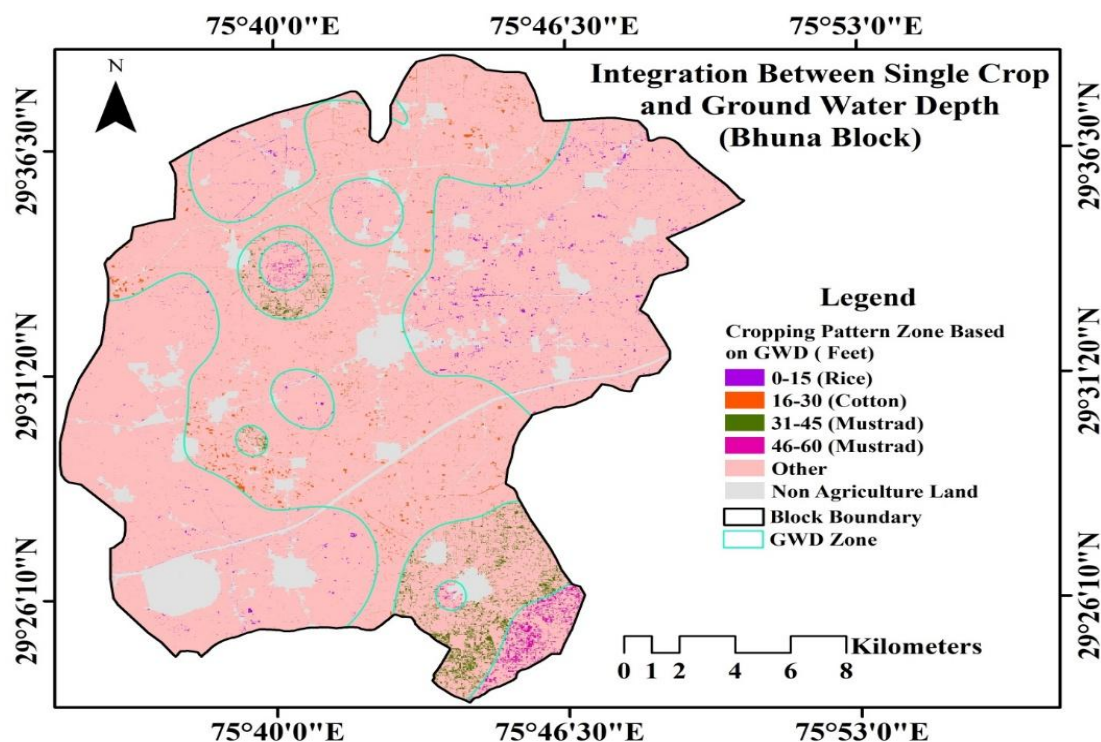 75°40'0"E 75°46'30"E 75°53'0"E
N
Integration Between Single Crop
and Ground Water Depth
(Bhuna Block)
29°36'30"N 29°36'30"N
29°31'20"N 29°31'20"N
29°26'10"N 29°26'10"N
Legend
Cropping Pattern Zone Based
on GWD ( Feet)
0-15 (Rice)
16-30 (Cotton)
31-45 (Mustrad)
46-60 (Mustrad)
Other
Non Agriculture Land
Block Boundary
GWD Zone
Kilometers
0 1 2 4 6 8
75°40'0"E 75°46'30"E 75°53'0"E